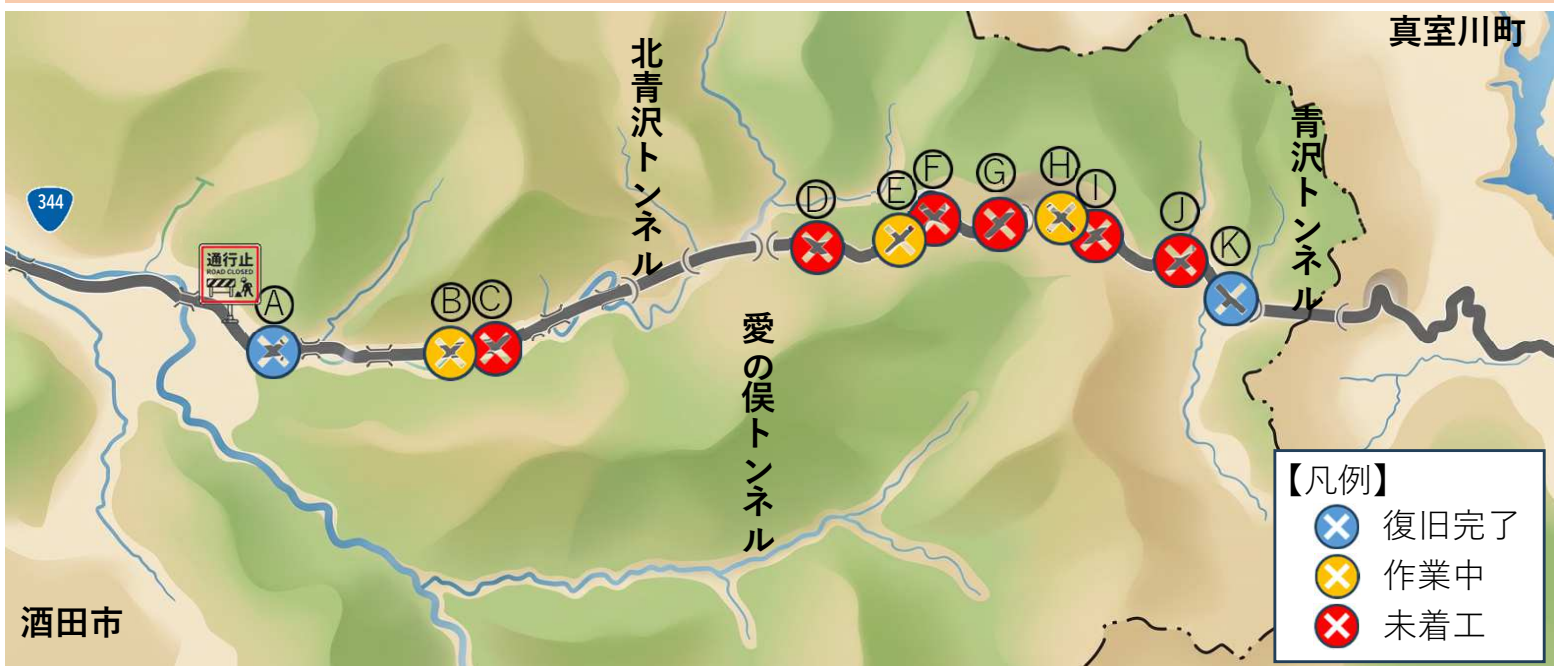 真室川町
北青沢トンネル
青沢トンネル
344
通行止
ROAD CLOSED
A
B
C
D
E
F
G
H
I
J
K
愛の俣トンネル
酒田市
【凡例】
復旧完了
作業中
未着工